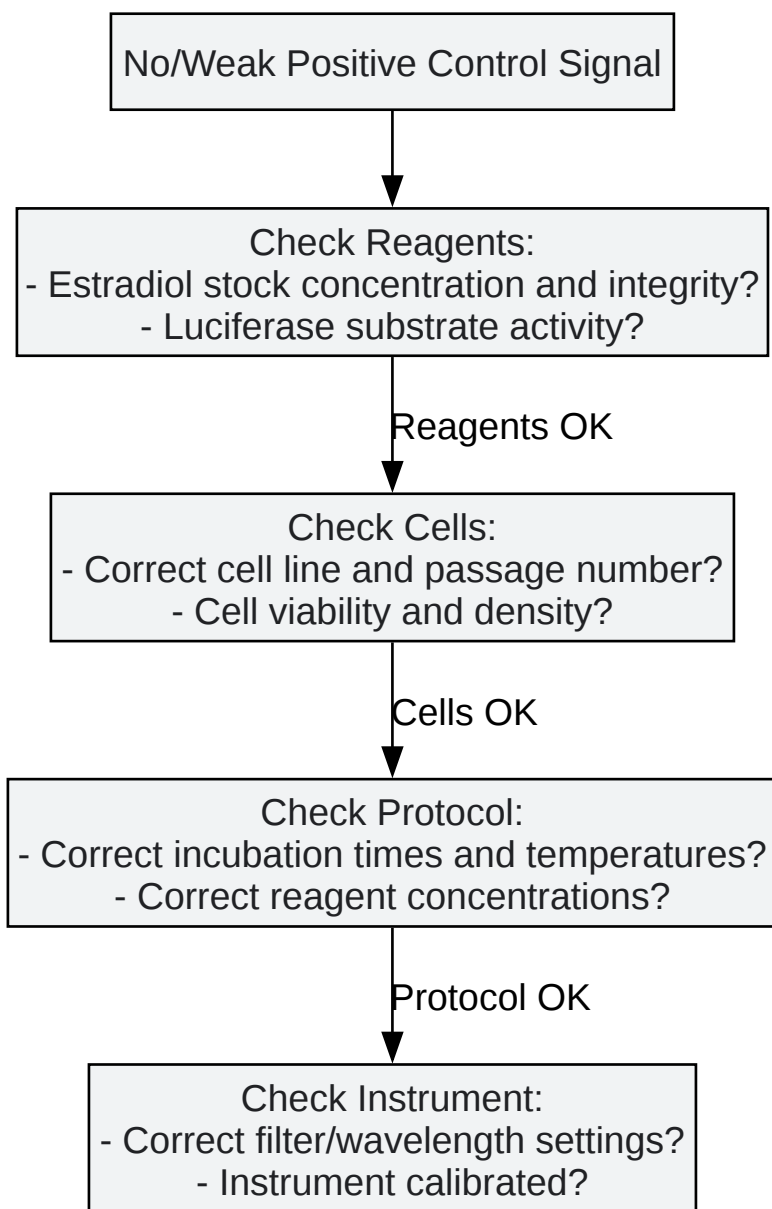 No/Weak Positive Control Signal
Check Reagents:
- Estradiol stock concentration and integrity?
- Luciferase substrate activity?
Reagents OK
Check Cells:
- Correct cell line and passage number?
- Cell viability and density?
Cells OK
Check Protocol:
- Correct incubation times and temperatures?
- Correct reagent concentrations?
Protocol OK
Check Instrument:
- Correct filter/wavelength settings?
- Instrument calibrated?